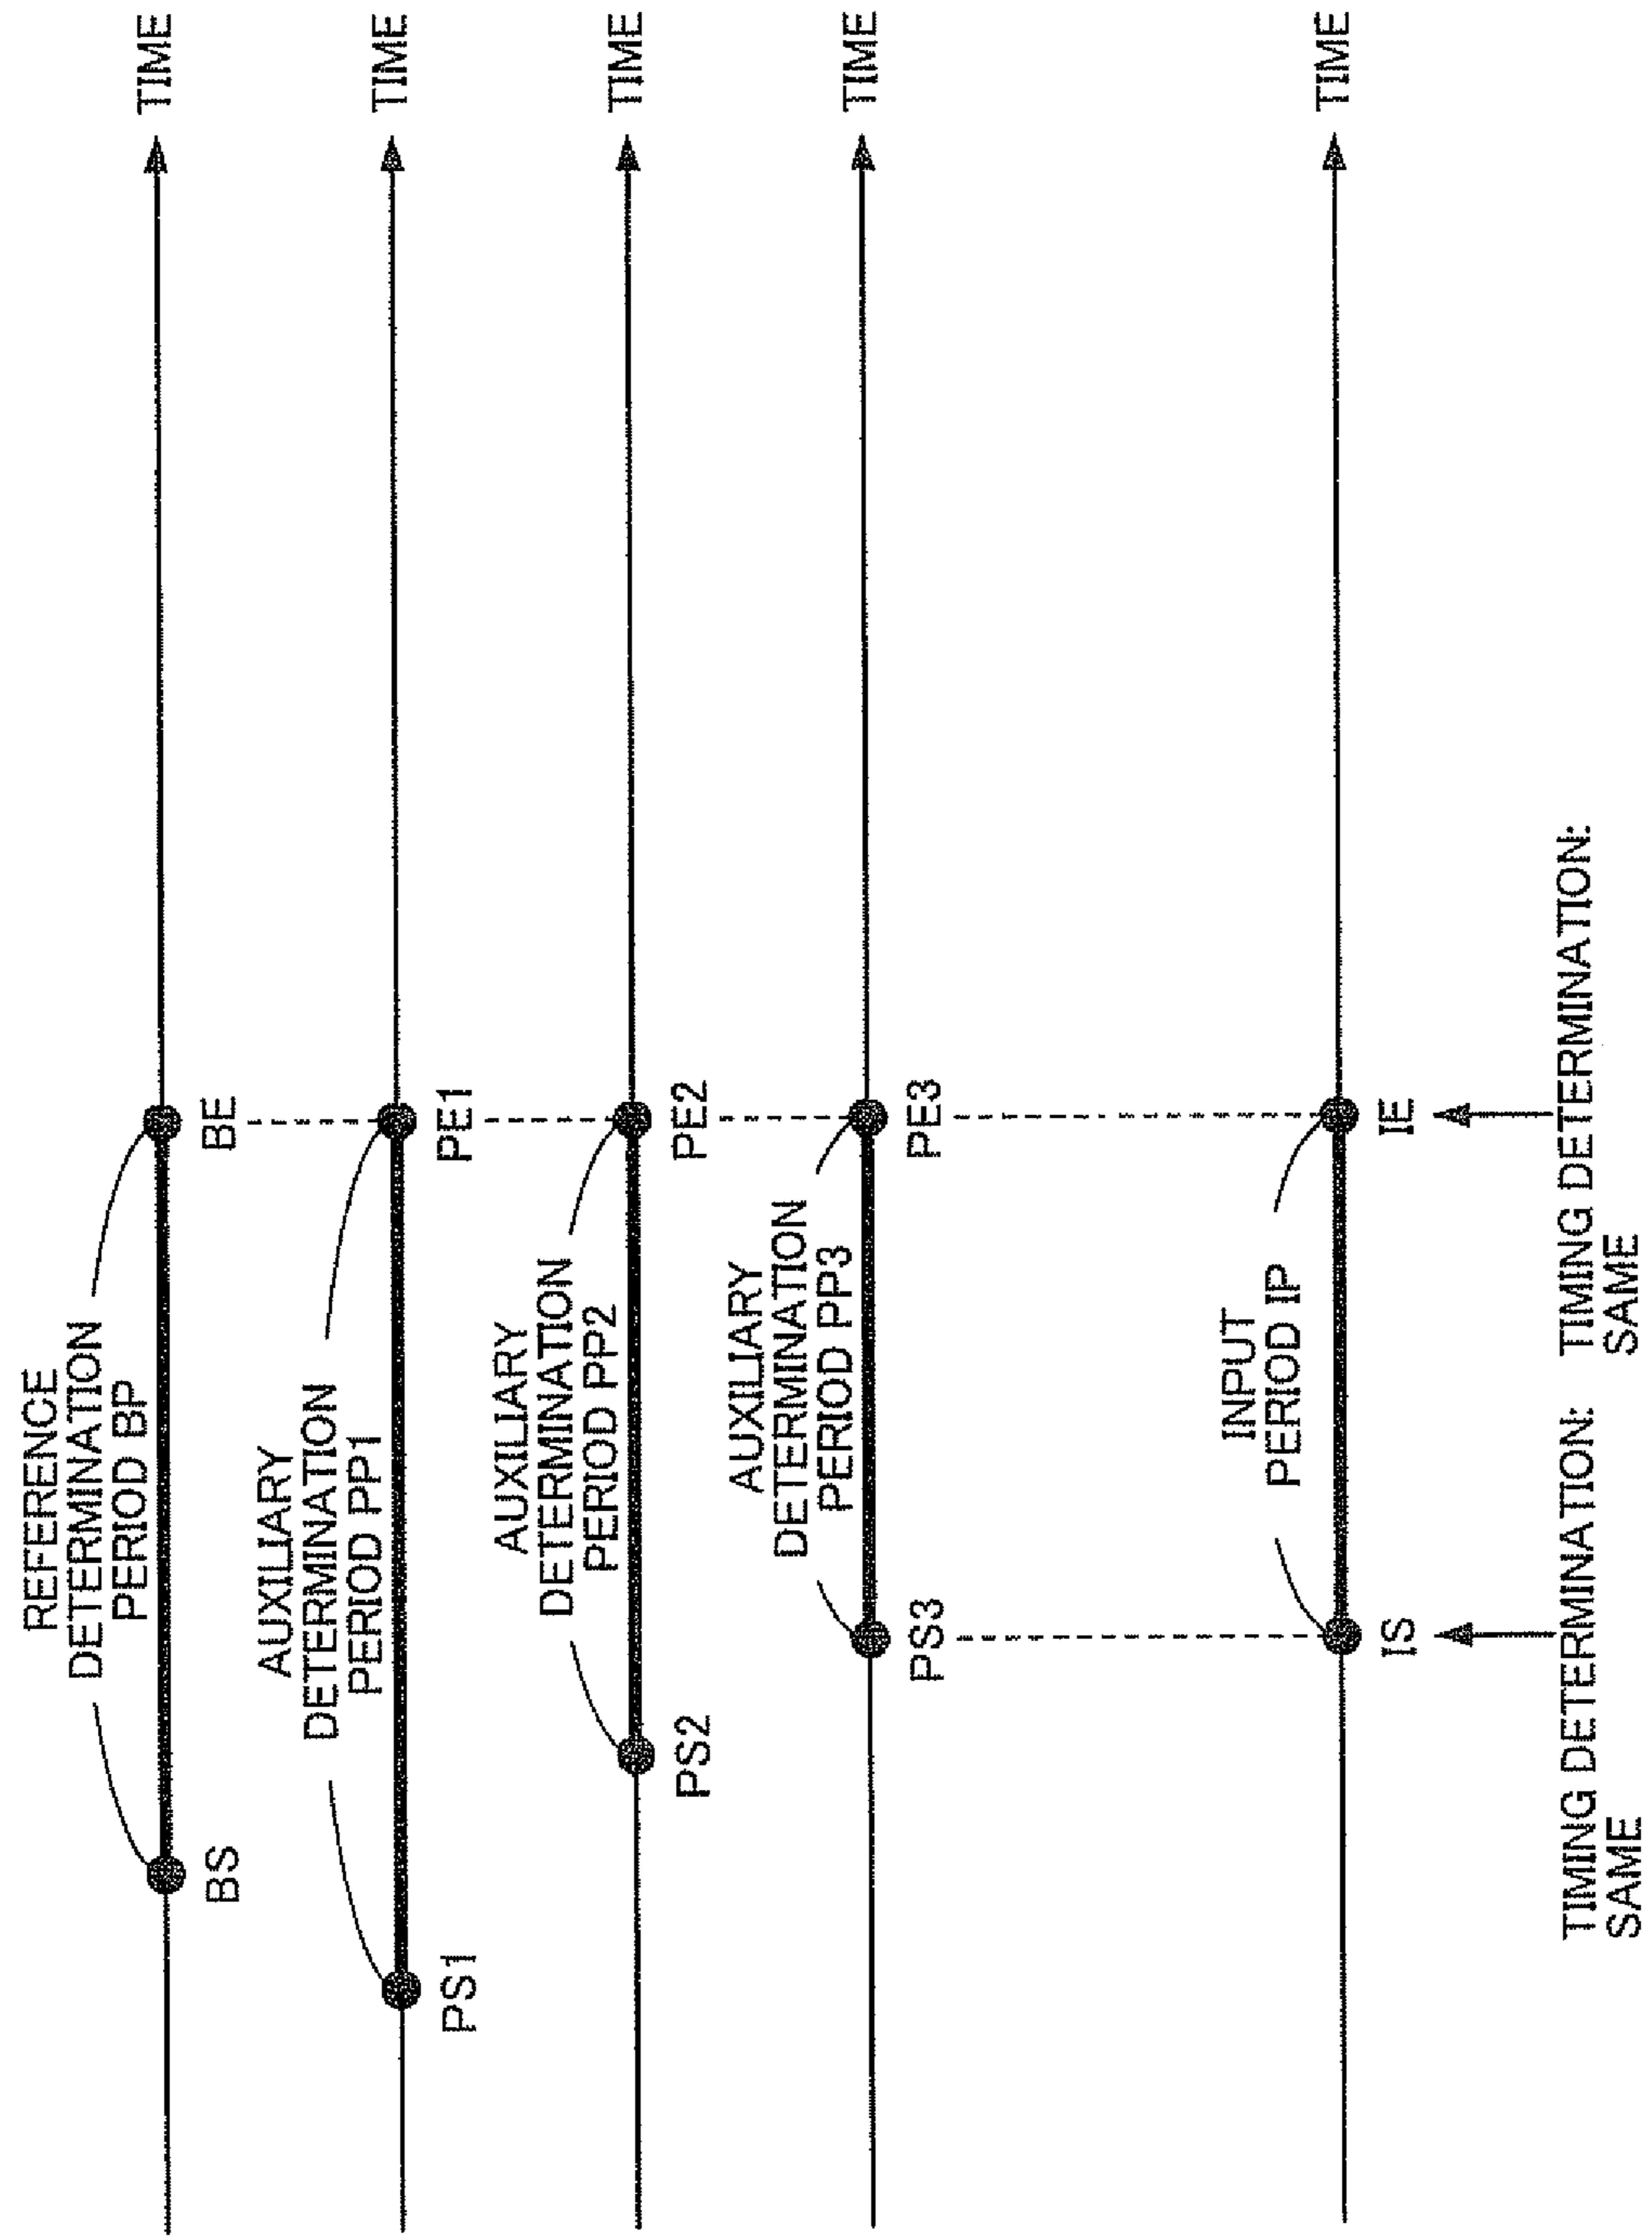 REFERENCE
DETERMINATION
PERIOD BP
BS
BE
TIME
AUXILIARY
DETERMINATION
PERIOD PP1
PS1
PE1
TIME
AUXILIARY
DETERMINATION
PERIOD PP2
PS2
PE2
TIME
AUXILIARY
DETERMINATION
PERIOD PP3
PS3
PE3
TIME
INPUT
PERIOD IP
IS
IE
TIME
TIMING DETERMINATION:
SAME
TIMING DETERMINATION:
SAME